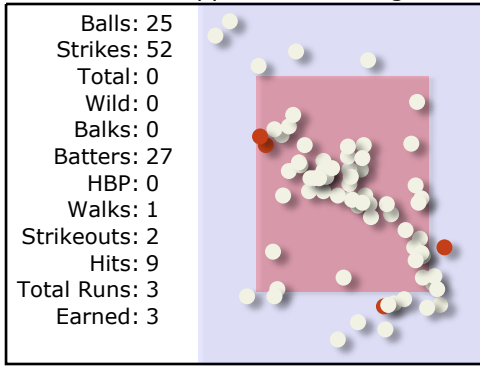 Balls: 25
Strikes: 52
Total: 0
Wild: 0
Balks: 0
Batters: 27
HBP: 0
Walks: 1
Strikeouts: 2
Hits: 9
Total Runs: 3
Earned: 3